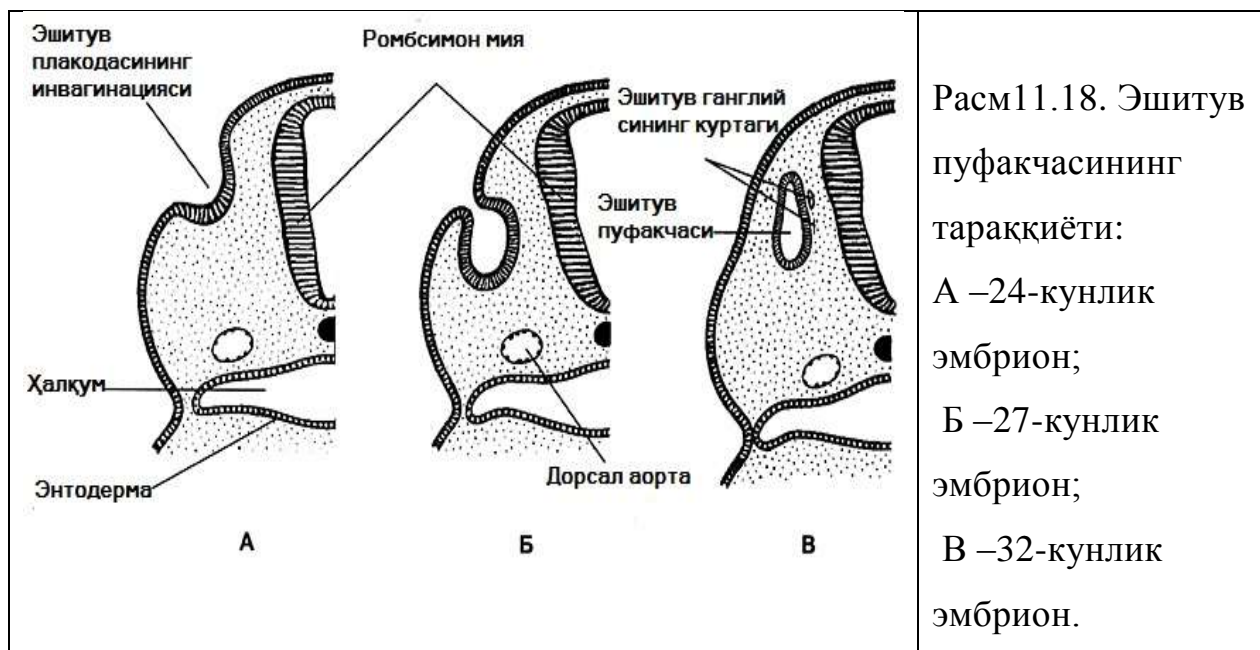 Эшитув
плакодасининг
инвагинацияси
Ромбсимон мия
Эшитув ганглий
сининг куртаги
Эшитув
пуфакчаси
Ҳалқум
Энтодерма
Дорсал аорта
А
Б
В
Расм11.18. Эшитув
пуфакчасининг
тараққиёти:
А –24-кунлик
эмбрион;
Б –27-кунлик
эмбрион;
В –32-кунлик
эмбрион.